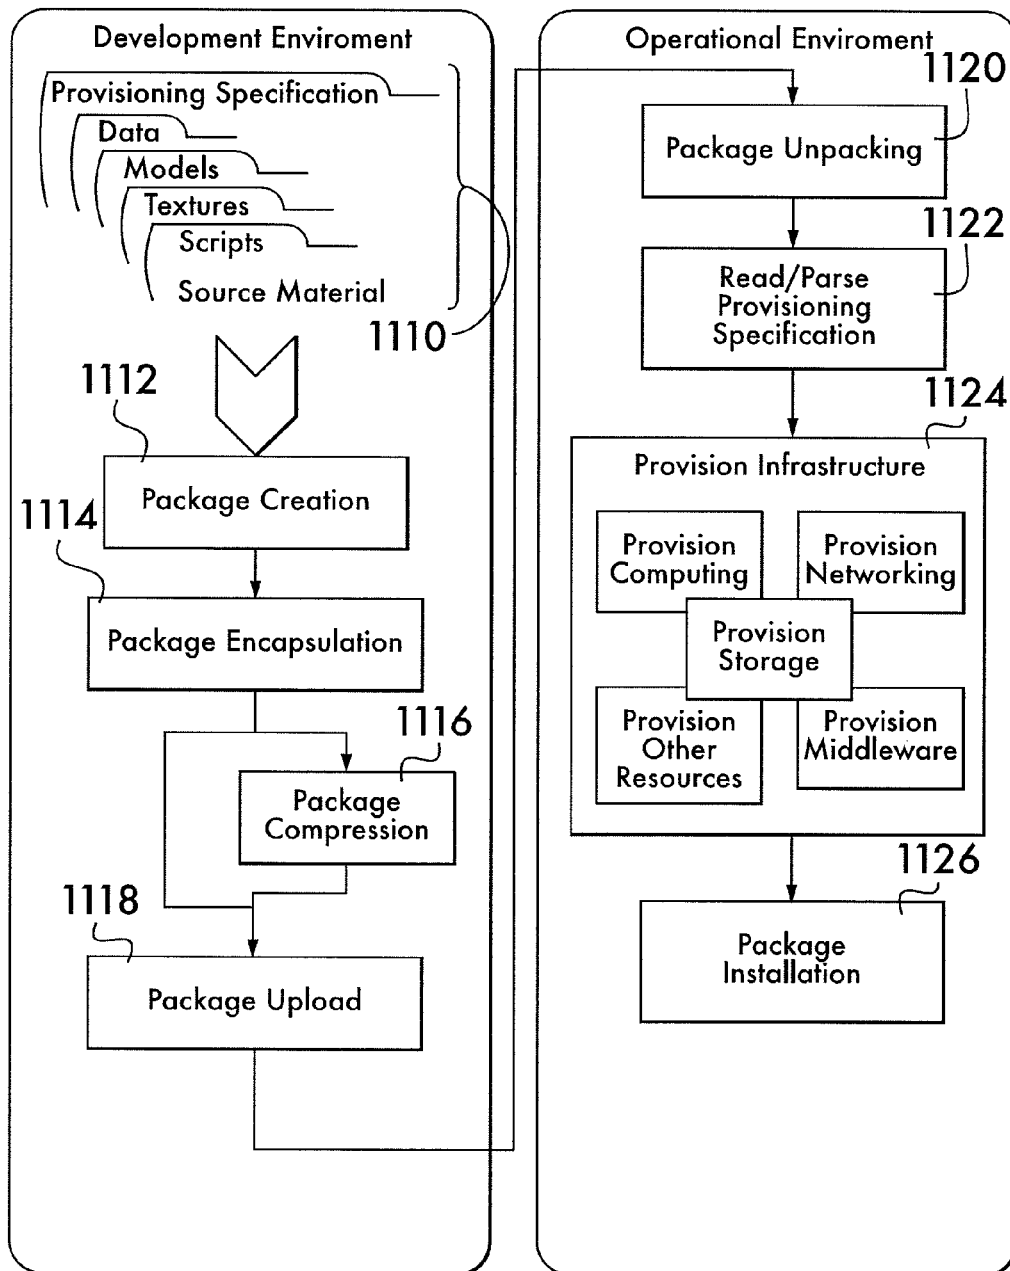 Development Enviroment
Provisioning Specification
Data
Models
Textures
Scripts
Source Material
1110
1112
Package Creation
1114
Package Encapsulation
1116
Package
Compression
1118
Package Upload
Operational Enviroment
1120
Package Unpacking
1122
Read/Parse
Provisioning
Specification
1124
Provision Infrastructure
Provision
Computing
Provision
Networking
Provision
Storage
Provision
Other
Resources
Provision
Middleware
1126
Package
Installation